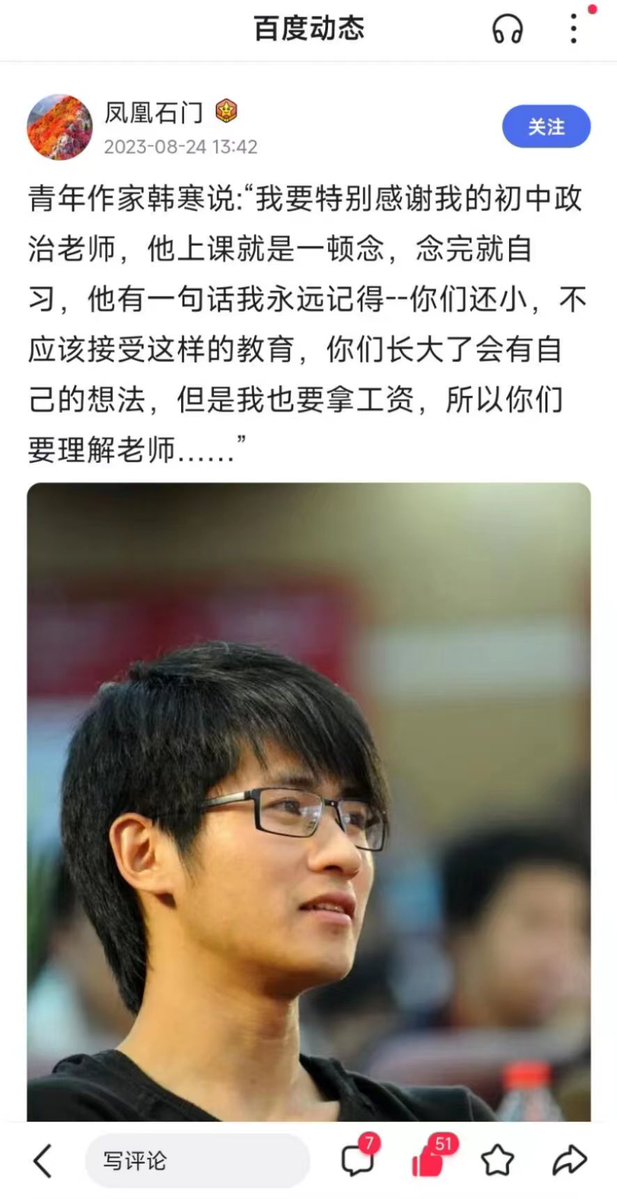 百度动态
凤凰石门
关注
2023-08-24 13:42
青年作家韩寒说:“我要特别感谢我的初中政
治老师，他上课就是一顿念，念完就自
习，他有一句话我永远记得--你们还小，不
应该接受这样的教育，你们长大了会有自
己的想法，但是我也要拿工资，所以你们
要理解老师……”
写评论
7
51